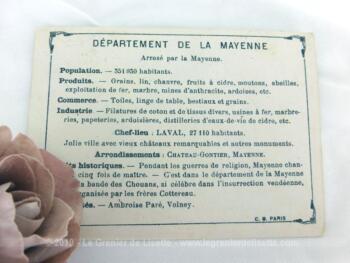 DÉPARTEMENT DE LA MAYENNE
Arrosé par la Mayenne.
Population. — 351 930 habitants.
Produits. — Grains, lin, chanvre, fruits à cidre, moutons, abeilles,
exploitation de fer, marbre, mines d'anthracite, ardoises, etc.
Commerce. — Toiles, linge de table, bestiaux et grains.
Industrie — Filatures de coton et de tissus divers, usines à fer, marbre-
ries, papeteries, ardoisières, distilleries d'eaux-de-vie de cidre, etc.
Chef-lieu : LAVAL, 27 110 habitants.
Jolie ville avec vieux châteaux remarquables et autres monuments.
Arrondissements : CHATEAU-GONTIER, MAYENNE.
ts historiques. — Pendant les guerres de religion, Mayenne chan-
cinq fois de maître. — C'est dans le département de la Mayenne
la bande des Chouans, si célèbre dans l'insurrection vendéenne,
rganisée par les frères Cottereau.
és. — Ambroise Paré, Volney.
C. B. PARIS
Le Grenier de Lisette - www.legrenierdelisette.com